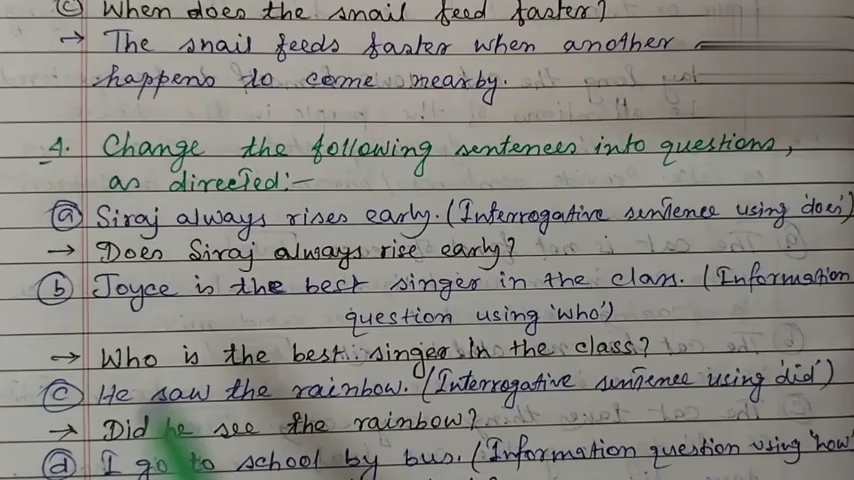 (c) When does the snail feed faster?
→ The snail feeds faster when another
happens to come nearby.
4. Change the following sentences into questions,
as directed:-
(a) Siraj always rises early. (Interrogative sentence using 'does')
→ Does Siraj always rise early?
(b) Joyce is the best singer in the class. (Information
question using 'who')
→ Who is the best singer in the class?
(c) He saw the rainbow. (Interrogative sentence using 'did')
→ Did he see the rainbow?
(d) I go to school by bus. (Information question using 'how'